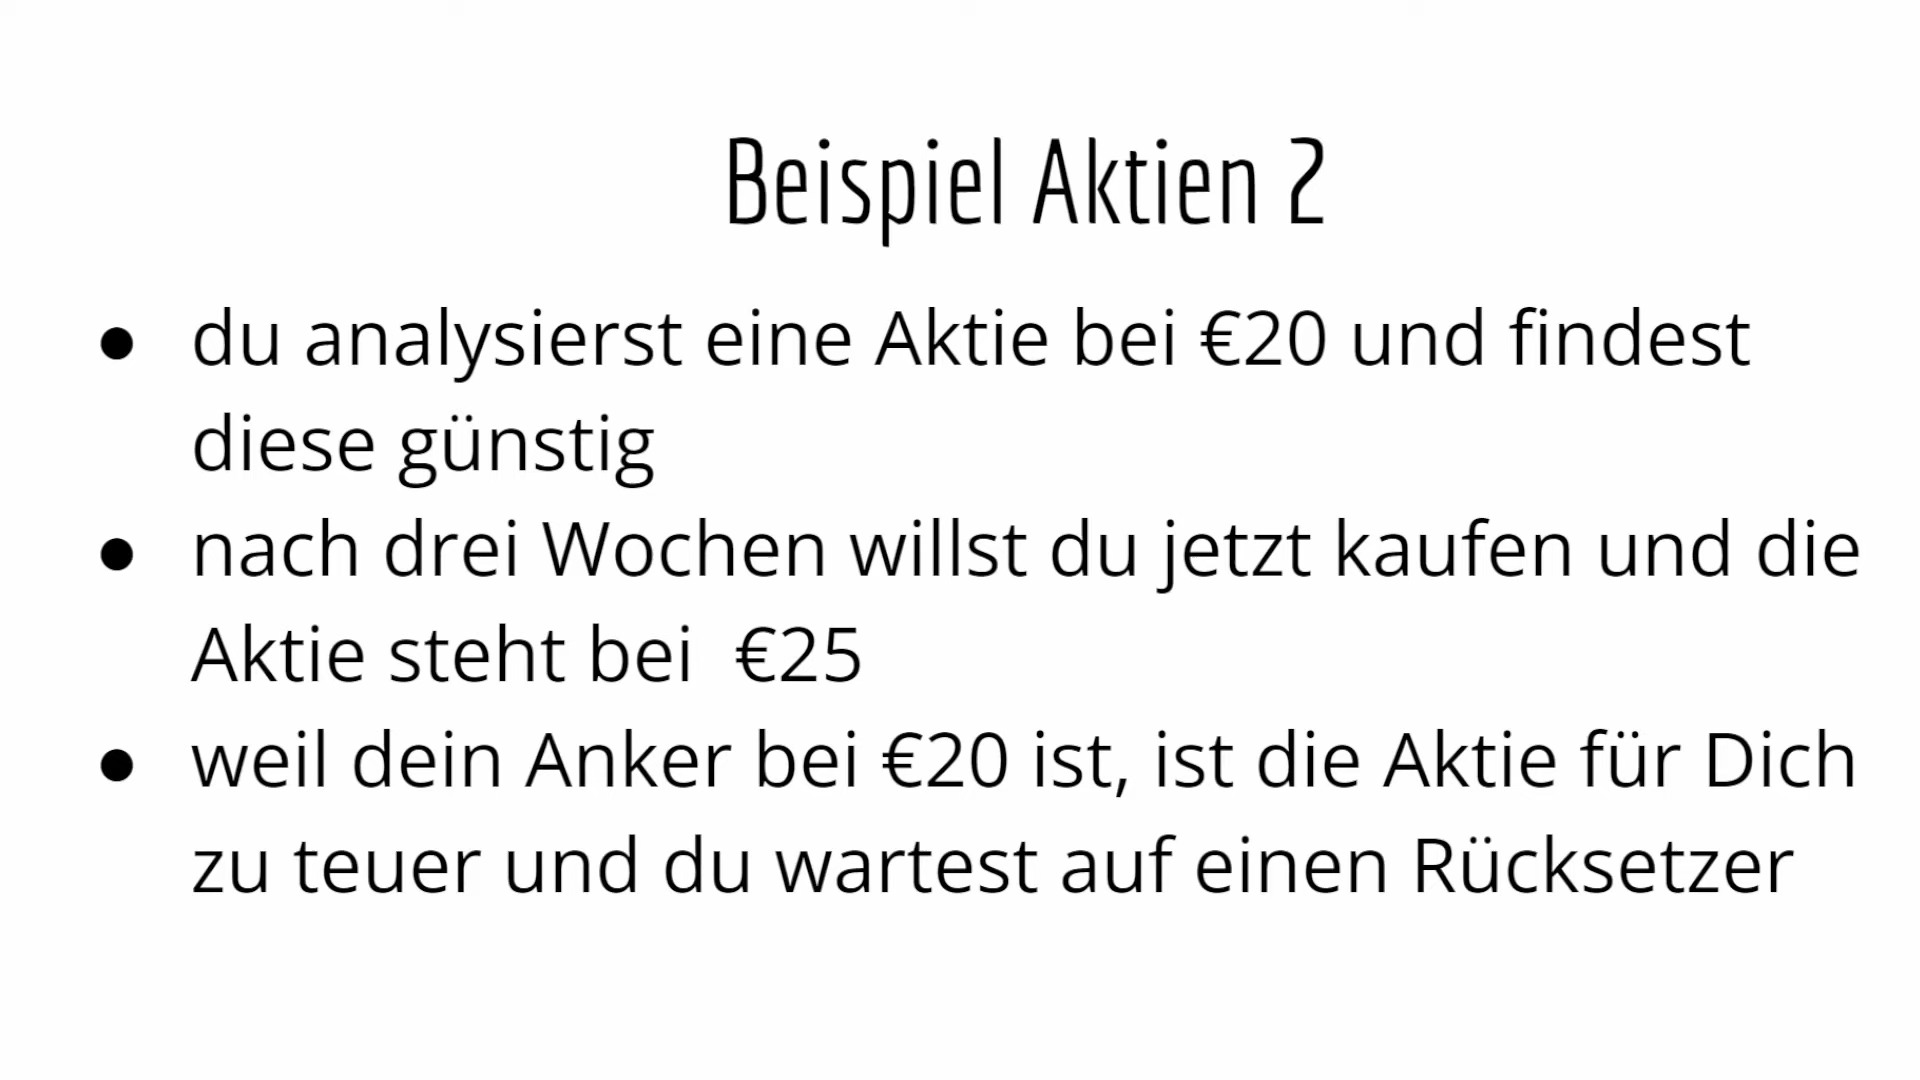 Beispiel Aktien 2
● du analysierst eine Aktie bei €20 und findest
diese günstig
● nach drei Wochen willst du jetzt kaufen und die
Aktie steht bei  €25
● weil dein Anker bei €20 ist, ist die Aktie für Dich
zu teuer und du wartest auf einen Rücksetzer